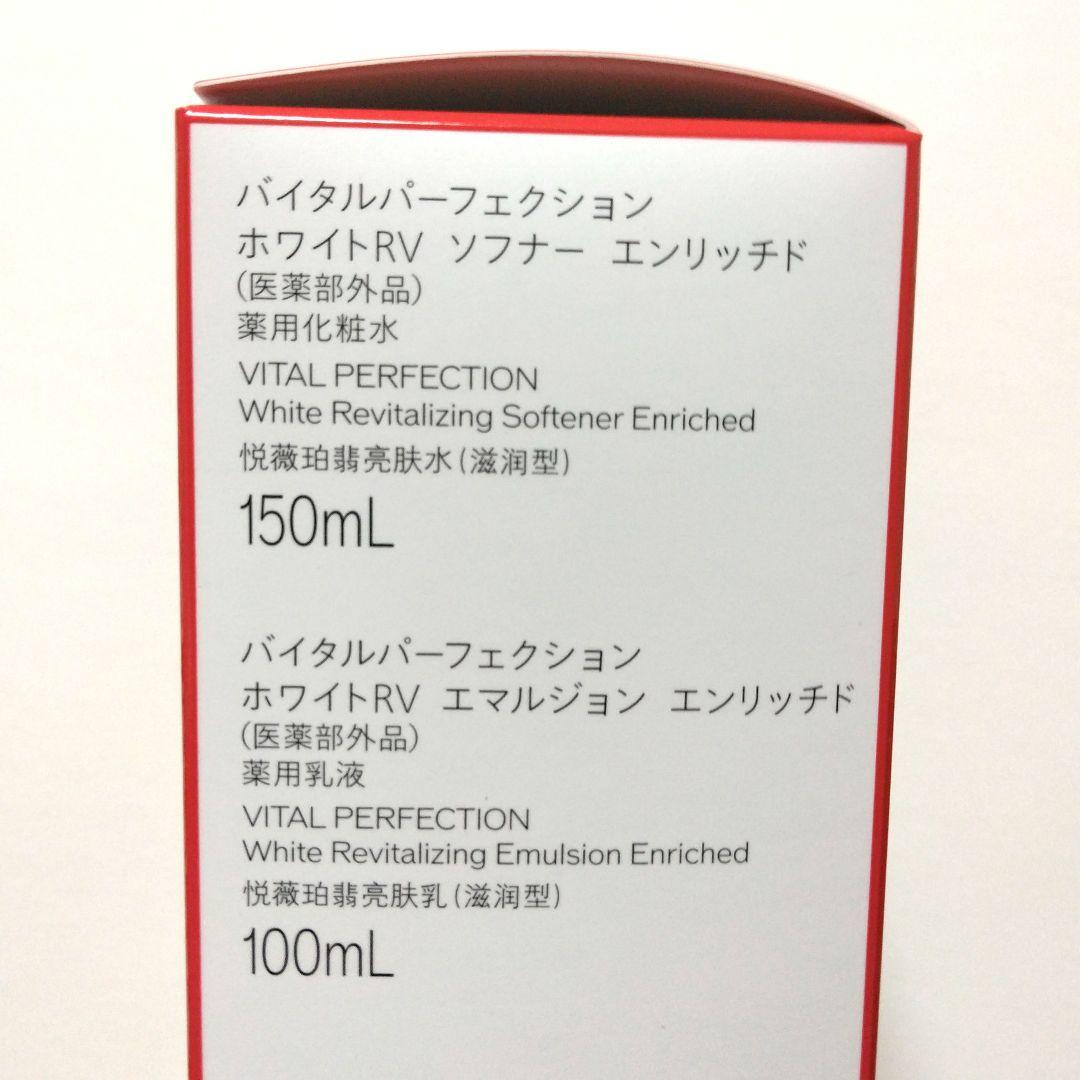 バイタルパーフェクション
ホワイトRV ソフナー エンリッチド
(医薬部外品)
薬用化粧水
VITAL PERFECTION
White Revitalizing Softener Enriched
悦薇珀翡亮肤水(滋润型)
150mL
バイタルパーフェクション
ホワイトRV エマルジョン エンリッチド
(医薬部外品)
薬用乳液
VITAL PERFECTION
White Revitalizing Emulsion Enriched
悦薇珀翡亮肤乳(滋润型)
100mL